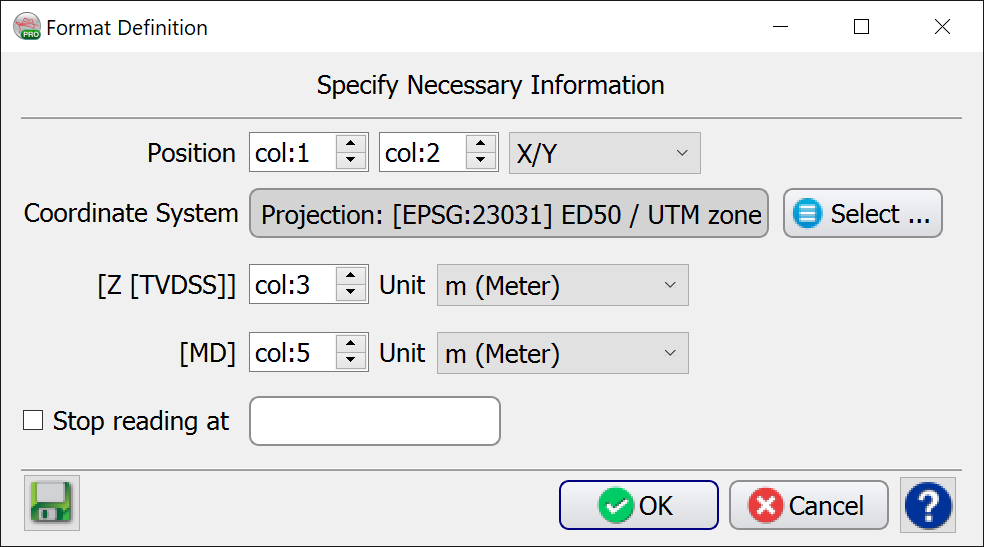 PRO Format Definition
Specify Necessary Information
Position col:1 col:2 X/Y
Coordinate System Projection: [EPSG:23031] ED50 / UTM zone Select ...
[Z [TVDSS]] col:3 Unit m (Meter)
[MD] col:5 Unit m (Meter)
Stop reading at
OK Cancel ?